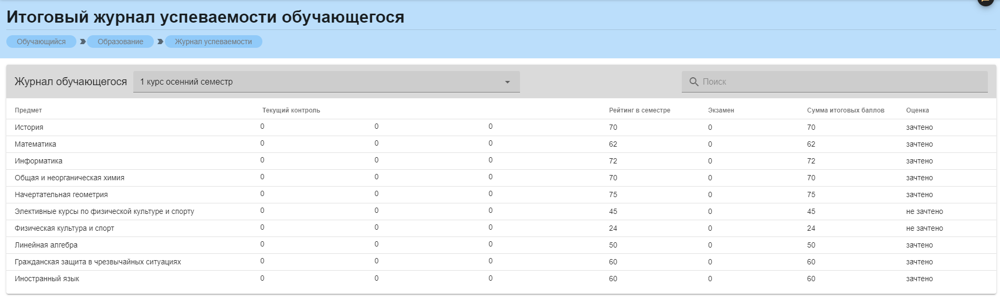 Итоговый журнал успеваемости обучающегося
Обучающийся Образование Журнал успеваемости
Журнал обучающегося 1 курс осенний семестр Поиск
Предмет Текущий контроль Рейтинг в семестре Экзамен Сумма итоговых баллов Оценка
История 0 0 0 70 0 70 зачтено
Математика 0 0 0 62 0 62 зачтено
Информатика 0 0 0 72 0 72 зачтено
Общая и неорганическая химия 0 0 0 70 0 70 зачтено
Начертательная геометрия 0 0 0 75 0 75 зачтено
Элективные курсы по физической культуре и спорту 0 0 0 45 0 45 не зачтено
Физическая культура и спорт 0 0 0 24 0 24 не зачтено
Линейная алгебра 0 0 0 50 0 50 зачтено
Гражданская защита в чрезвычайных ситуациях 0 0 0 60 0 60 зачтено
Иностранный язык 0 0 0 60 0 60 зачтено